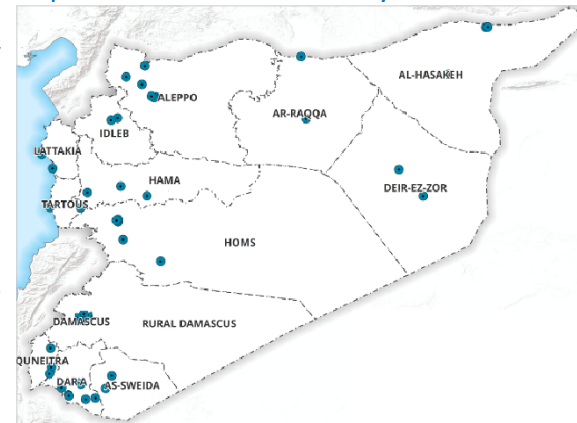 AL-HASAKEH
ALEPPO
AR-RAQQA
IDLEB
LATTAKIA
HAMA
DEIR-EZ-ZOR
TARTOUS
HOMS
DAMASCUS
RURAL DAMASCUS
QUNEITRA
DAR'A
AS-SWEIDA